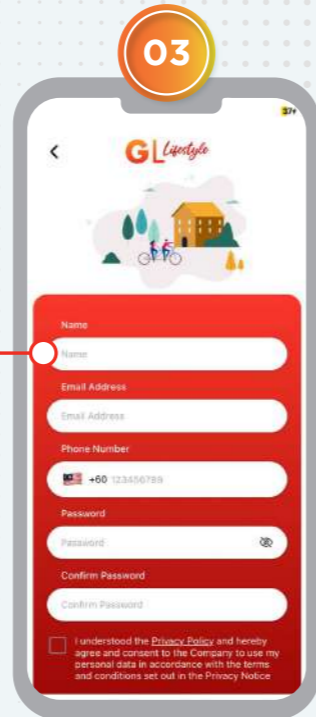 03
37+
GL Lifestyle
Name
Name
Email Address
Email Address
Phone Number
+60 123456789
Password
Password
Confirm Password
Confirm Password
I understood the Privacy Policy and hereby
agree and consent to the Company to use my
personal data in accordance with the terms
and conditions set out in the Privacy Notice